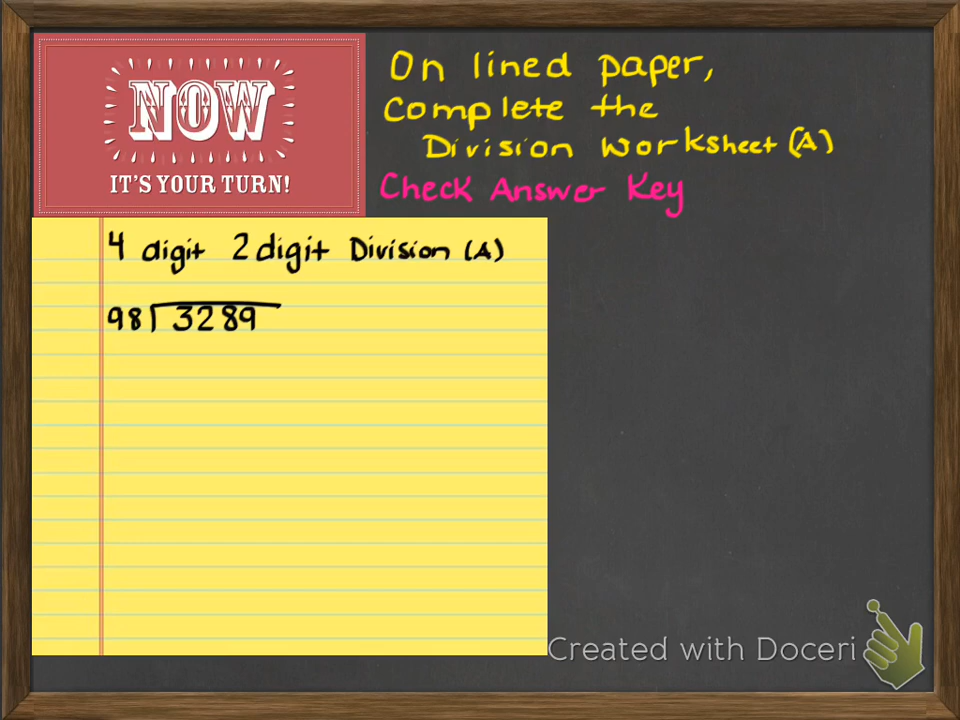 NOW
IT'S YOUR TURN!
On lined paper,
Complete the
Division Worksheet (A)
Check Answer Key
4 digit 2 digit Division (A)
98⟌3289
Created with Doceri